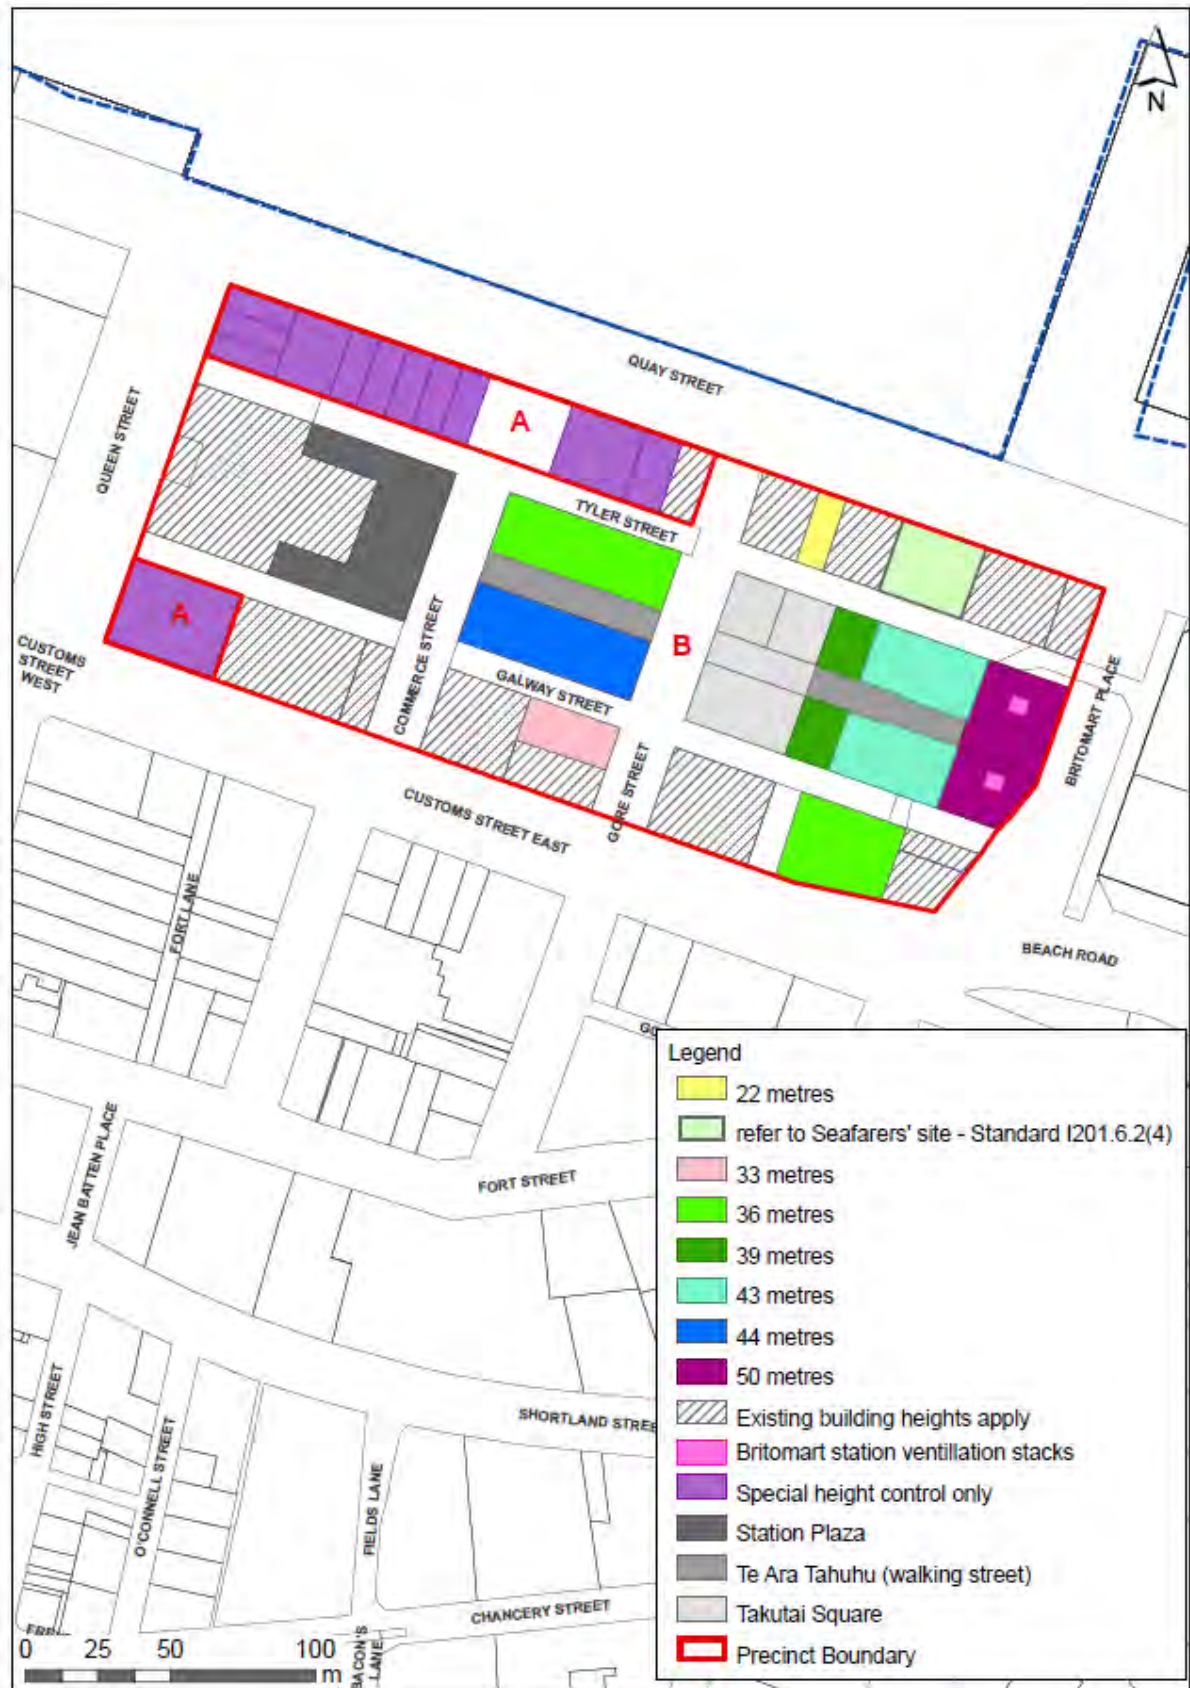 N
QUAY STREET
QUEEN STREET
A
TYLER STREET
A
B
COMMERCE STREET
GALWAY STREET
CUSTOMS
STREET
WEST
GORE STREET
BRITOMART PLACE
CUSTOMS STREET EAST
FORT LANE
BEACH ROAD
GO
Legend
22 metres
refer to Seafarers' site - Standard I201.6.2(4)
33 metres
36 metres
39 metres
43 metres
44 metres
50 metres
Existing building heights apply
Britomart station ventillation stacks
Special height control only
Station Plaza
Te Ara Tahuhu (walking street)
Takutai Square
Precinct Boundary
JEAN BATTEN PLACE
FORT STREET
HIGH STREET
O'CONNELL STREET
SHORTLAND STREE
FIELDS LANE
CHANCERY STREET
BACON'S
LANE
0 25 50 100
m